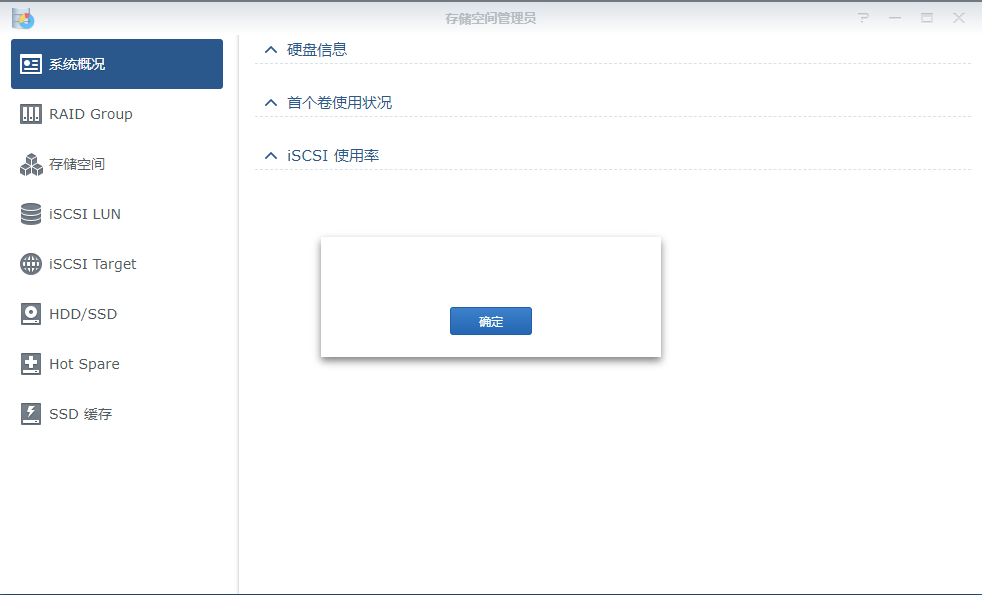 存储空间管理员
系统概况
RAID Group
存储空间
iSCSI LUN
iSCSI Target
HDD/SSD
Hot Spare
SSD 缓存
硬盘信息
首个卷使用状况
iSCSI 使用率
确定